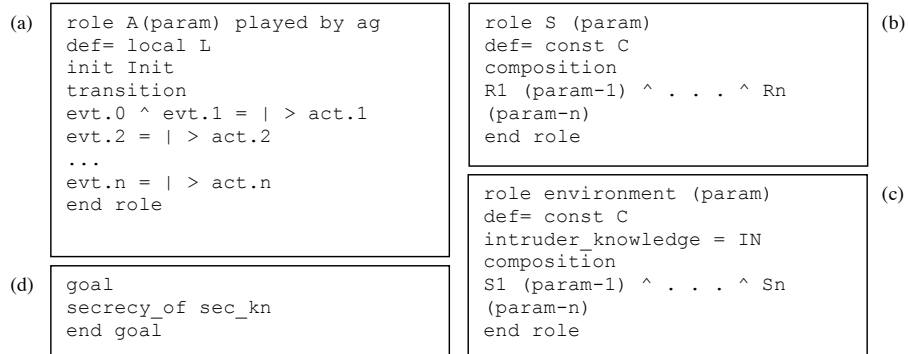 (a)
role A(param) played by ag
def= local L
init Init
transition
evt.0 ^ evt.1 = | > act.1
evt.2 = | > act.2
...
evt.n = | > act.n
end role
(b)
role S (param)
def= const C
composition
R1 (param-1) ^ . . . ^ Rn
(param-n)
end role
(c)
role environment (param)
def= const C
intruder_knowledge = IN
composition
S1 (param-1) ^ . . . ^ Sn
(param-n)
end role
(d)
goal
secrecy_of sec_kn
end goal